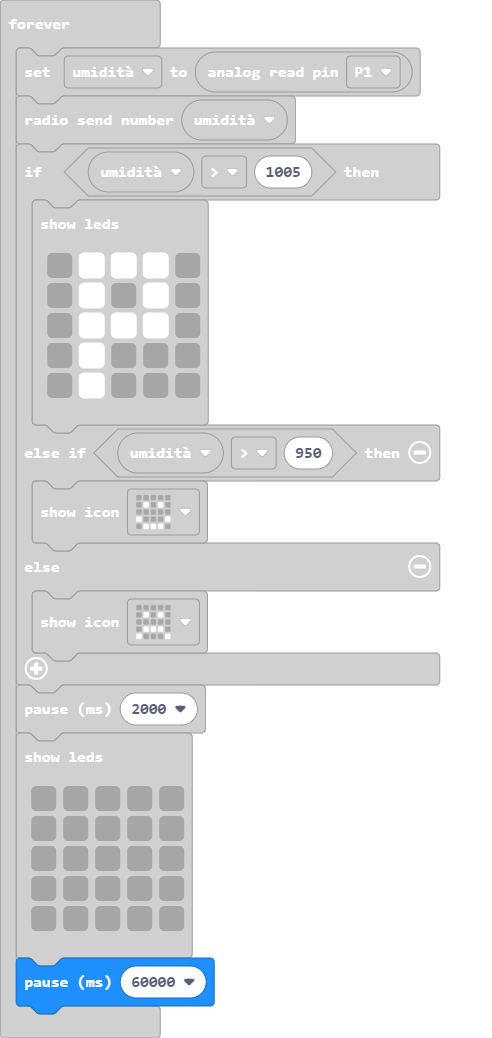 forever
set umidità to analog read pin P1
radio send number umidità
if umidità > 1005 then
show leds
else if umidità > 950 then
show icon
else
show icon
pause (ms) 2000
show leds
pause (ms) 60000